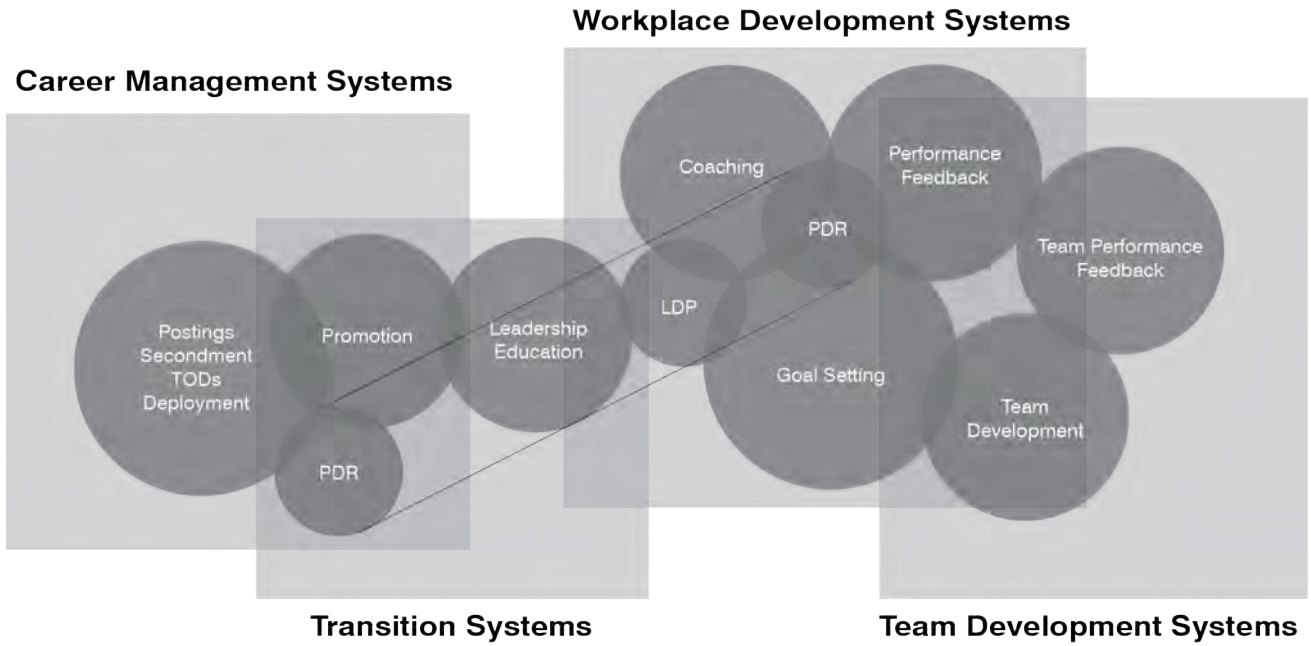 Workplace Development Systems
Career Management Systems
Coaching
Performance
Feedback
PDR
Team Performance
Feedback
LDP
Postings
Secondment
TODs
Deployment
Promotion
Leadership
Education
Goal Setting
Team
Development
PDR
Transition Systems
Team Development Systems